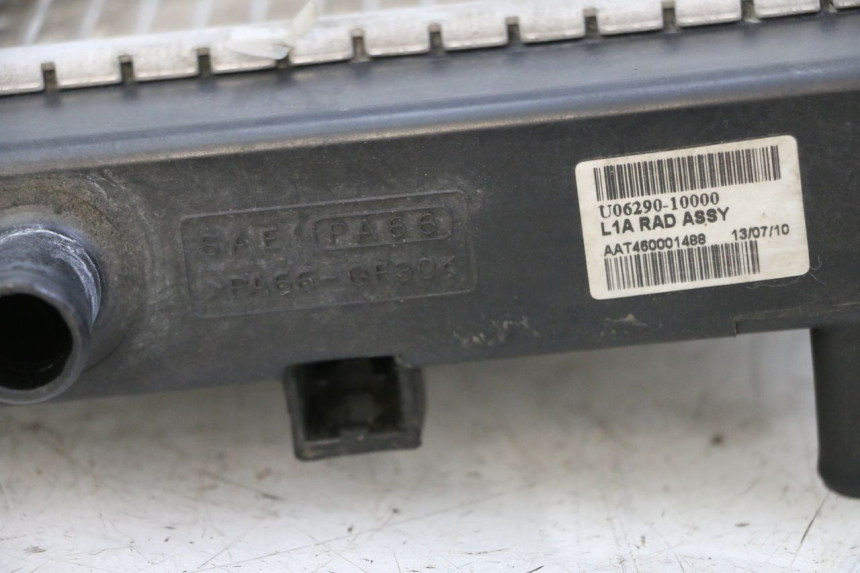 SAE PA66
>PA66-GF30<
U06290-10000
L1A RAD ASSY
AAT460001488 13/07/10